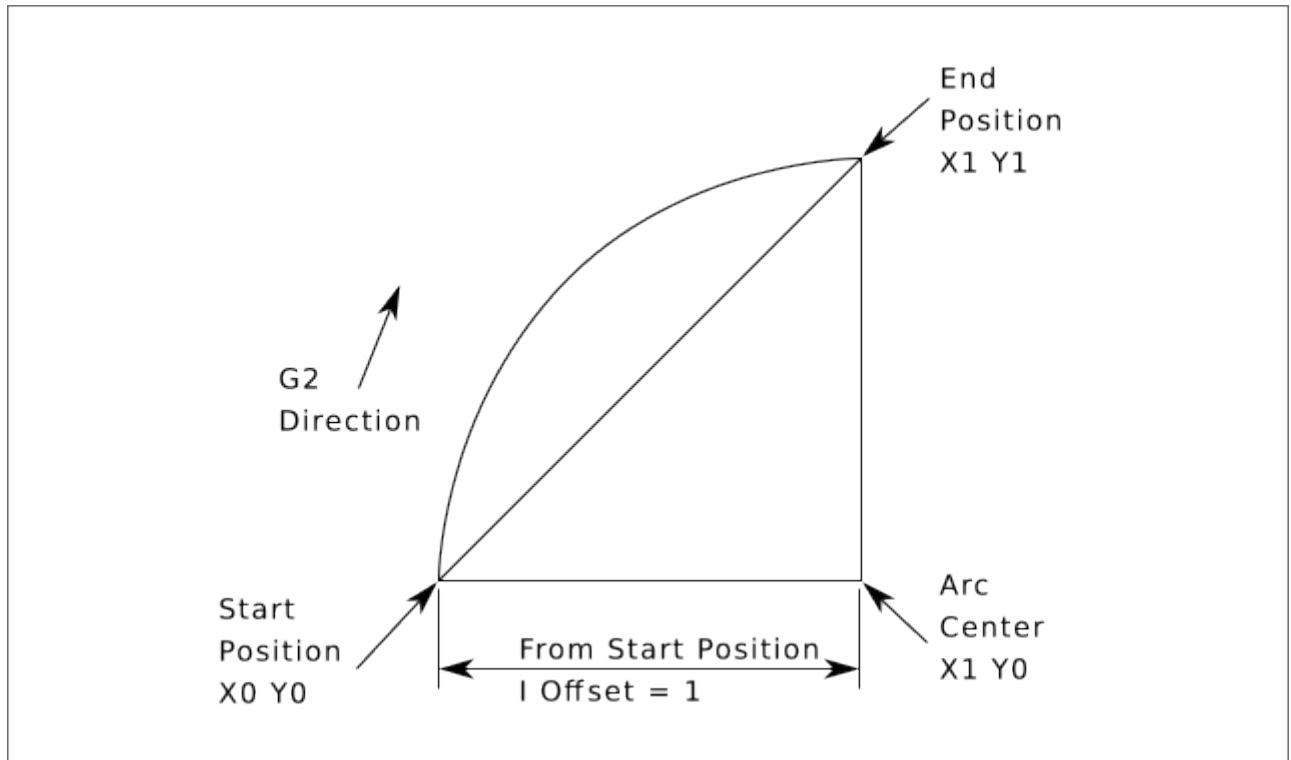 End
Position
X1 Y1
G2
Direction
Start
Position
X0 Y0
From Start Position
I Offset = 1
Arc
Center
X1 Y0